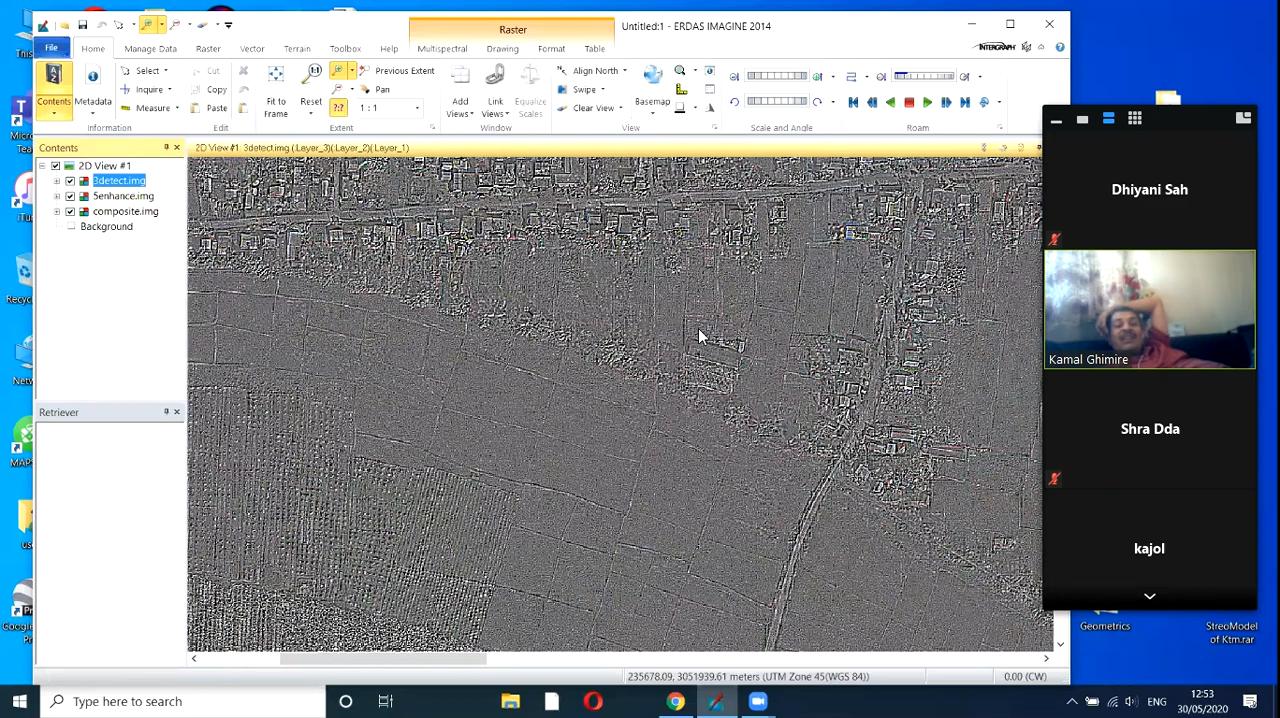 Raster
Untitled:1 - ERDAS IMAGINE 2014
File
Home
Manage Data
Raster
Vector
Terrain
Toolbox
Help
Multispectral
Drawing
Format
Table
INTERGRAPH
Contents
Metadata
Select
Inquire
Measure
Information
Cut
Copy
Paste
Edit
Fit to Frame
Reset
Previous Extent
Pan
1 : 1
Extent
Add Views
Link Views
Equalize Scales
Window
Align North
Swipe
Clear View
Basemap
View
Scale and Angle
Roam
Contents
2D View #1
3detect.img
5enhance.img
composite.img
Background
2D View #1: 3detect.img (:Layer_3)(:Layer_2)(:Layer_1)
Retriever
235678.09, 3051939.61 meters (UTM Zone 45(WGS 84))
0.00 (CW)
Dhiyani Sah
Kamal Ghimire
Shra Dda
kajol
Geometrics
StreoModel
of Ktm.rar
Type here to search
ENG
12:53
30/05/2020